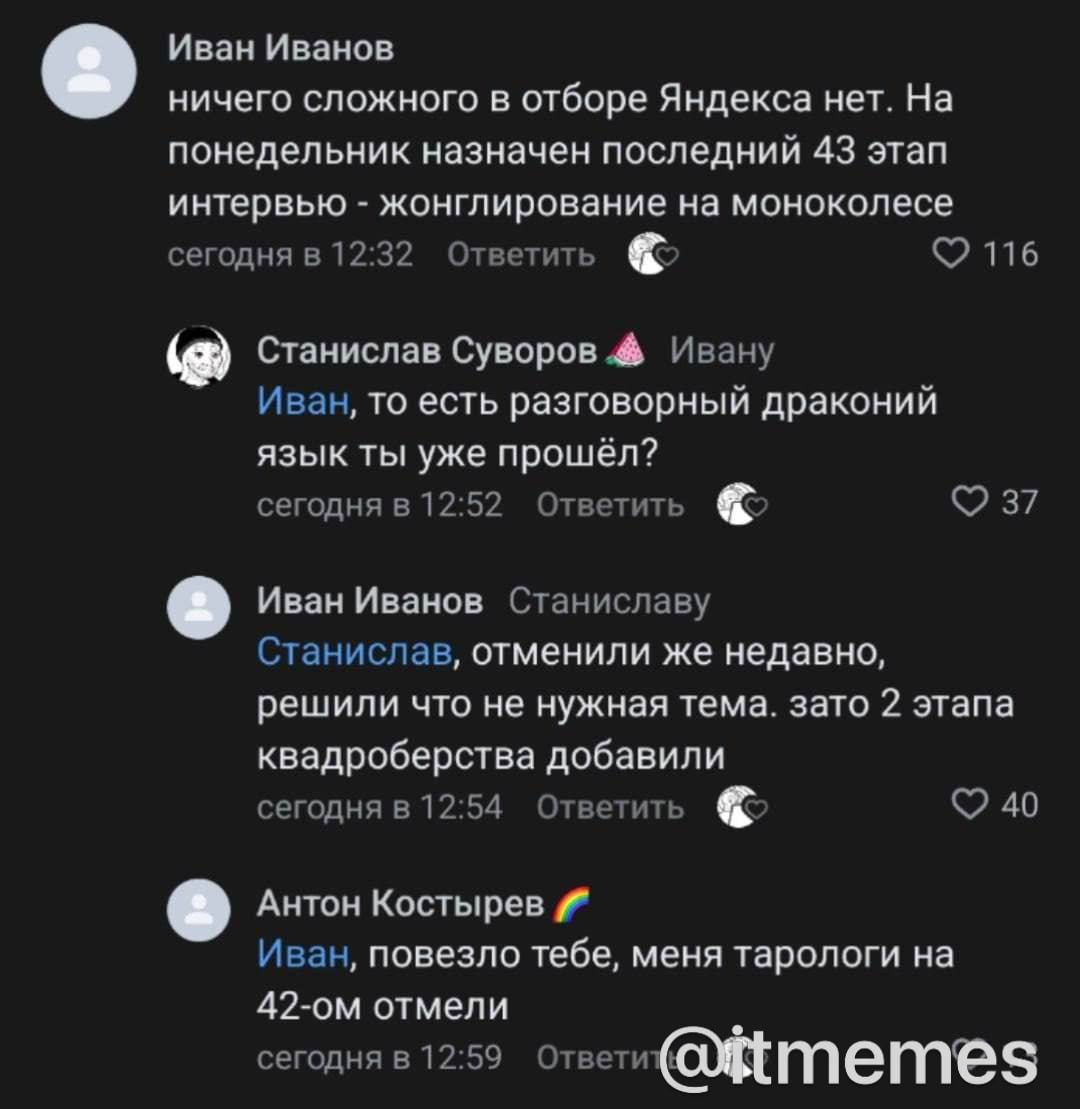 Иван Иванов
ничего сложного в отборе Яндекса нет. На
понедельник назначен последний 43 этап
интервью - жонглирование на моноколесе
сегодня в 12:32 Ответить 116
Станислав Суворов Ивану
Иван, то есть разговорный драконий
язык ты уже прошёл?
сегодня в 12:52 Ответить 37
Иван Иванов Станиславу
Станислав, отменили же недавно,
решили что не нужная тема. зато 2 этапа
квадроберства добавили
сегодня в 12:54 Ответить 40
Антон Костырев
Иван, повезло тебе, меня тарологи на
42-ом отмели
сегодня в 12:59 Ответить
@itmemes